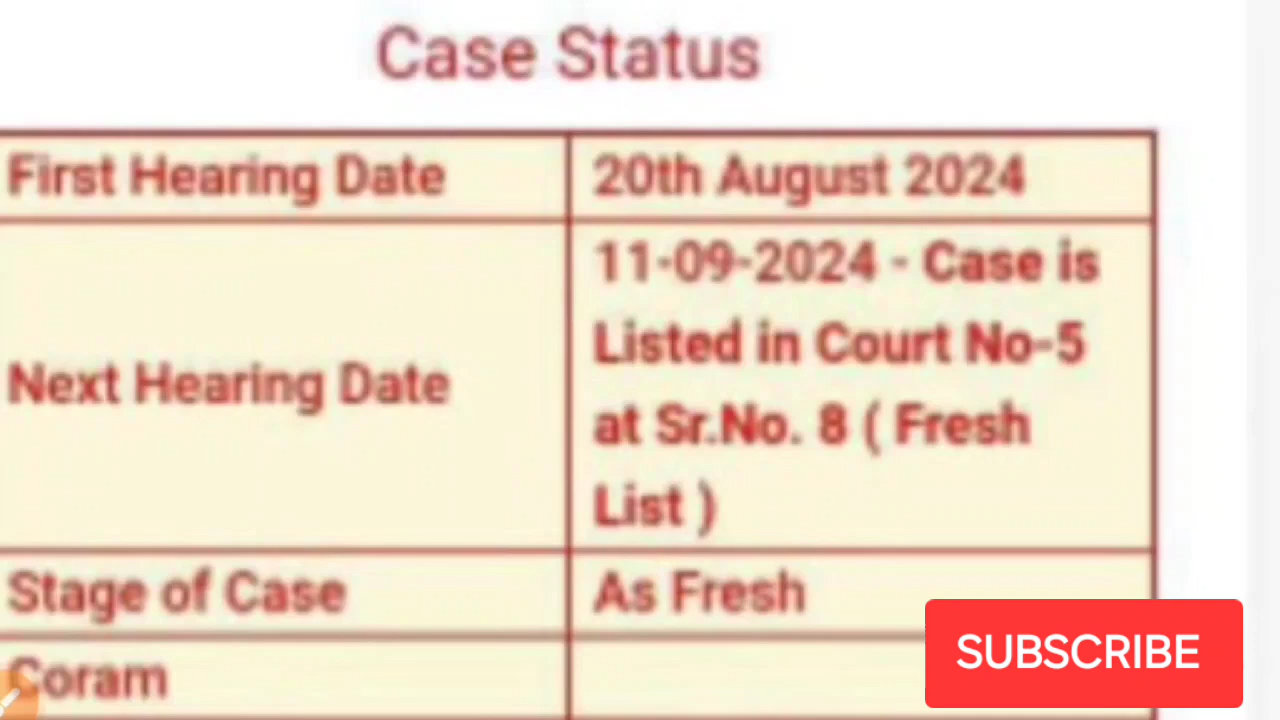 Case Status
First Hearing Date
20th August 2024
Next Hearing Date
11-09-2024 - Case is
Listed in Court No-5
at Sr.No. 8 ( Fresh
List )
Stage of Case
As Fresh
Coram
SUBSCRIBE